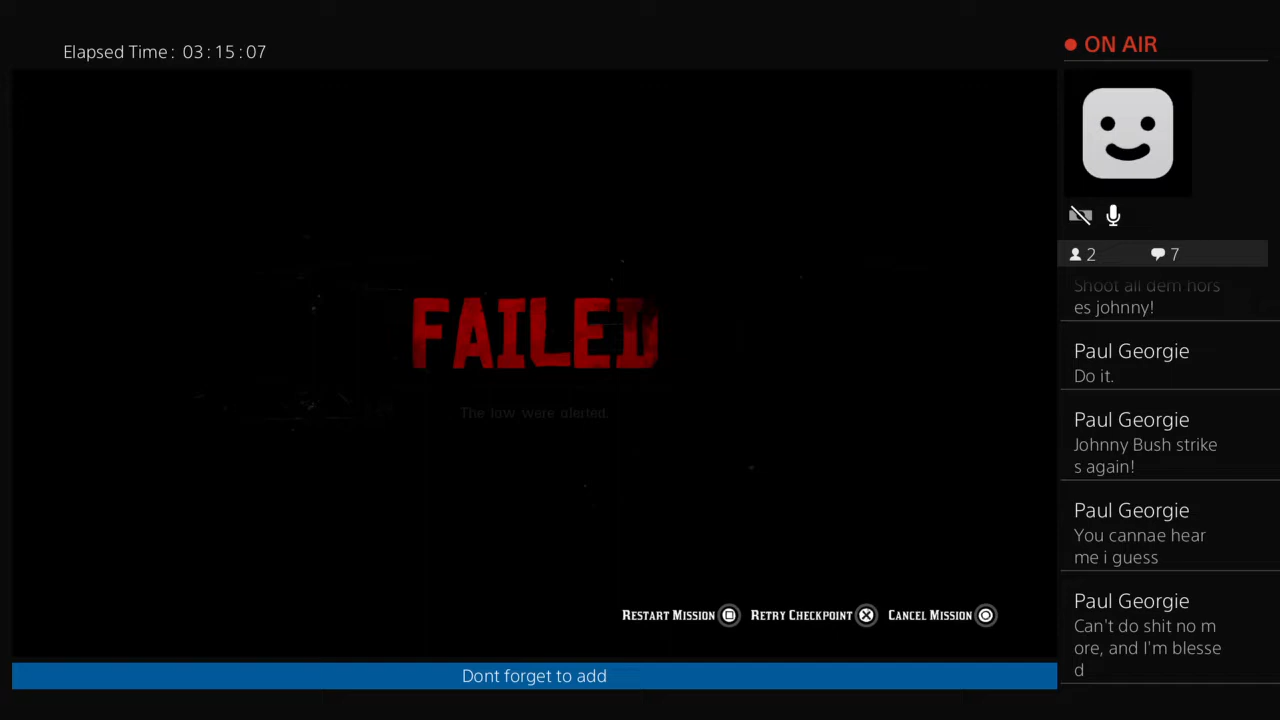 Elapsed Time: 03:15:07
ON AIR
2 7
Shoot all dem hors
es johnny!
Paul Georgie
Do it.
Paul Georgie
Johnny Bush strike
s again!
Paul Georgie
You cannae hear
me i guess
Paul Georgie
Can't do shit no m
ore, and I'm blesse
d
FAILED
The law were alerted.
RESTART MISSION RETRY CHECKPOINT CANCEL MISSION
Dont forget to add